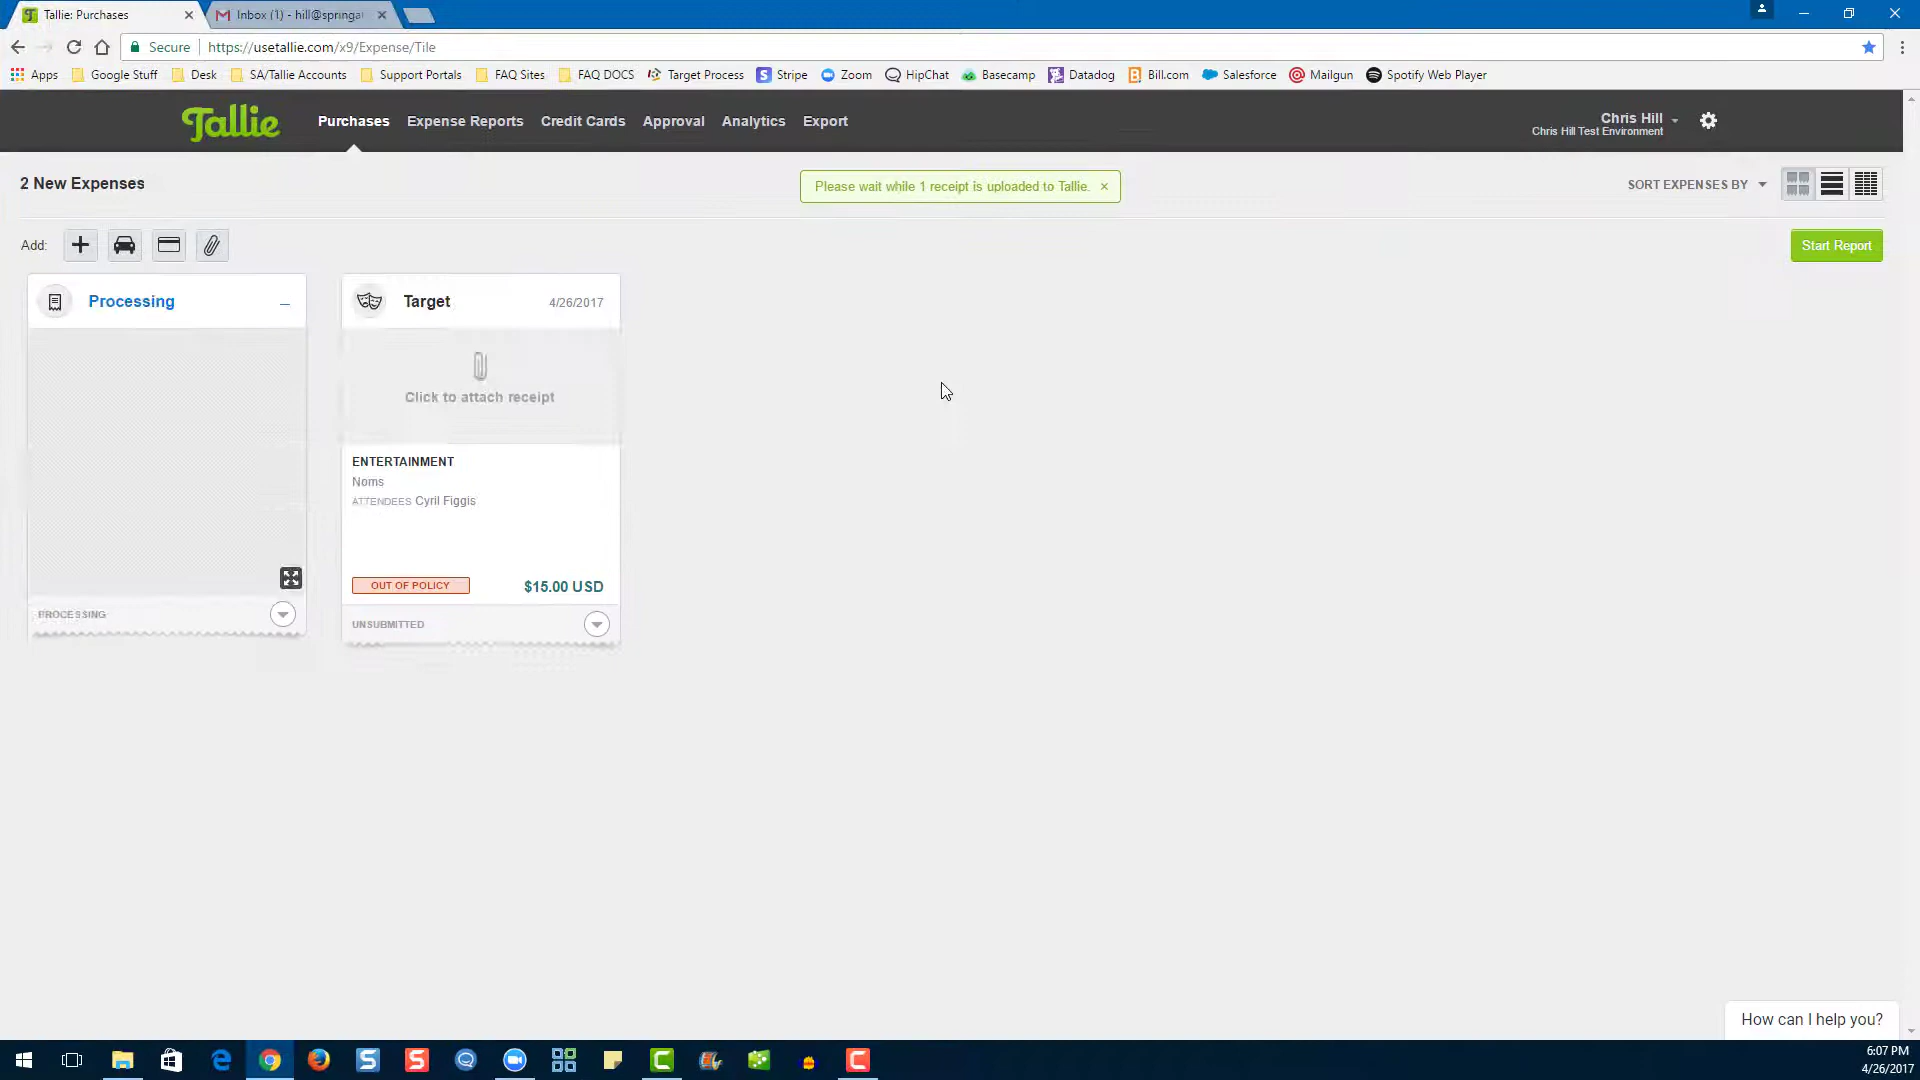 Tallie: Purchases
Inbox (1) - hill@springa
Secure
https://usetallie.com/x9/Expense/Tile
Apps
Google Stuff
Desk
SA/Tallie Accounts
Support Portals
FAQ Sites
FAQ DOCS
Target Process
Stripe
Zoom
HipChat
Basecamp
Datadog
Bill.com
Salesforce
Mailgun
Spotify Web Player
Tallie
Purchases
Expense Reports
Credit Cards
Approval
Analytics
Export
Chris Hill
Chris Hill Test Environment
2 New Expenses
Please wait while 1 receipt is uploaded to Tallie. ×
SORT EXPENSES BY
Add:
Start Report
Processing
PROCESSING
Target
4/26/2017
Click to attach receipt
ENTERTAINMENT
Noms
ATTENDEES Cyril Figgis
OUT OF POLICY
$15.00 USD
UNSUBMITTED
How can I help you?
6:07 PM
4/26/2017